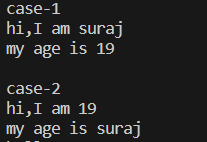 case-1
hi,I am suraj
my age is 19
case-2
hi,I am 19
my age is suraj